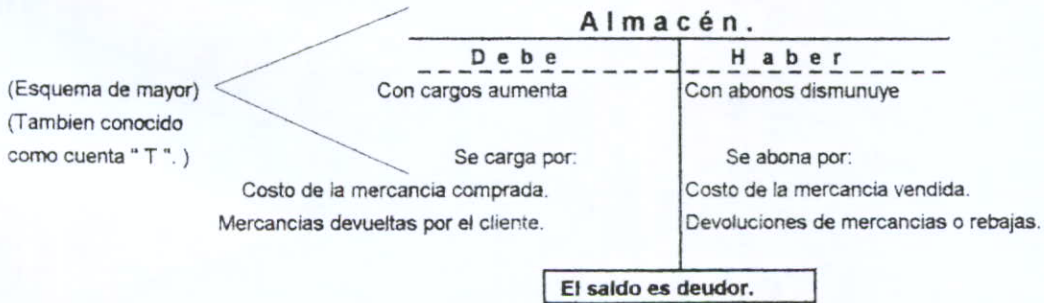 Almacén.
Debe Haber
(Esquema de mayor) Con cargos aumenta Con abonos dismunuye
(Tambien conocido
como cuenta " T ". ) Se carga por: Se abona por:
Costo de la mercancia comprada. Costo de la mercancia vendida.
Mercancias devueltas por el cliente. Devoluciones de mercancias o rebajas.
El saldo es deudor.